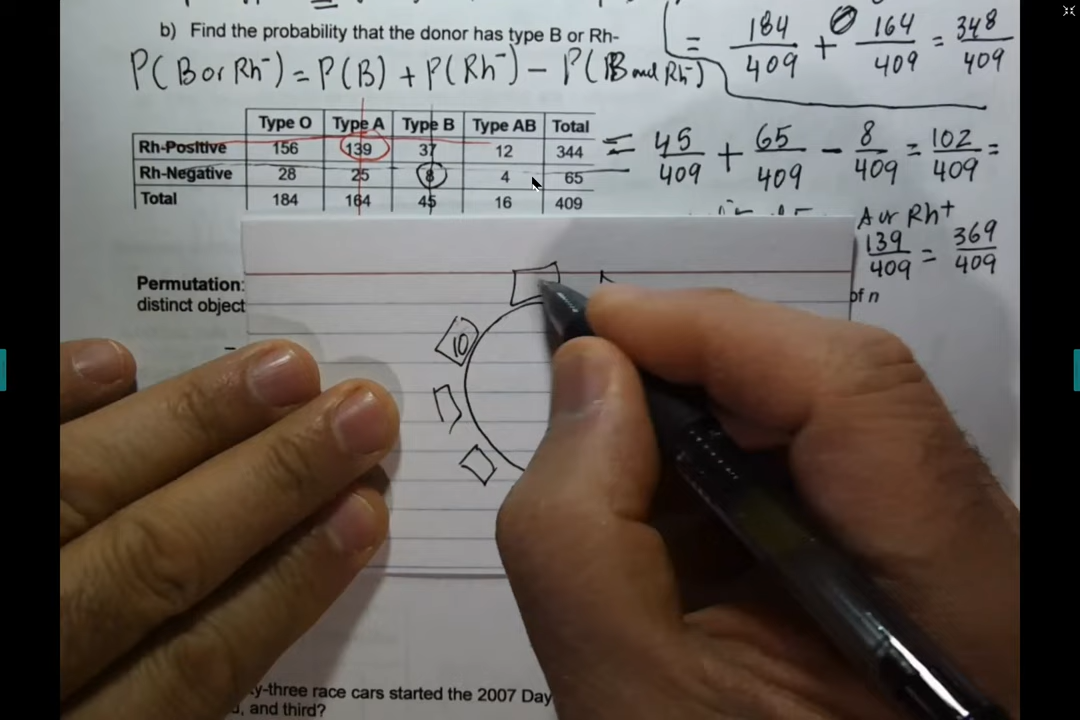 b) Find the probability that the donor has type B or Rh-
P(B or Rh⁻) = P(B) + P(Rh⁻) - P(B and Rh⁻)
= 184/409 + 164/409 = 348/409
Type O Type A Type B Type AB Total
Rh-Positive 156 139 37 12 344
Rh-Negative 28 25 8 4 65
Total 184 164 45 16 409
= 45/409 + 65/409 - 8/409 = 102/409 =
A or Rh⁺
139/409 = 369/409
Permutation:
distinct object
of n
10
y-three race cars started the 2007 Day
, and third?